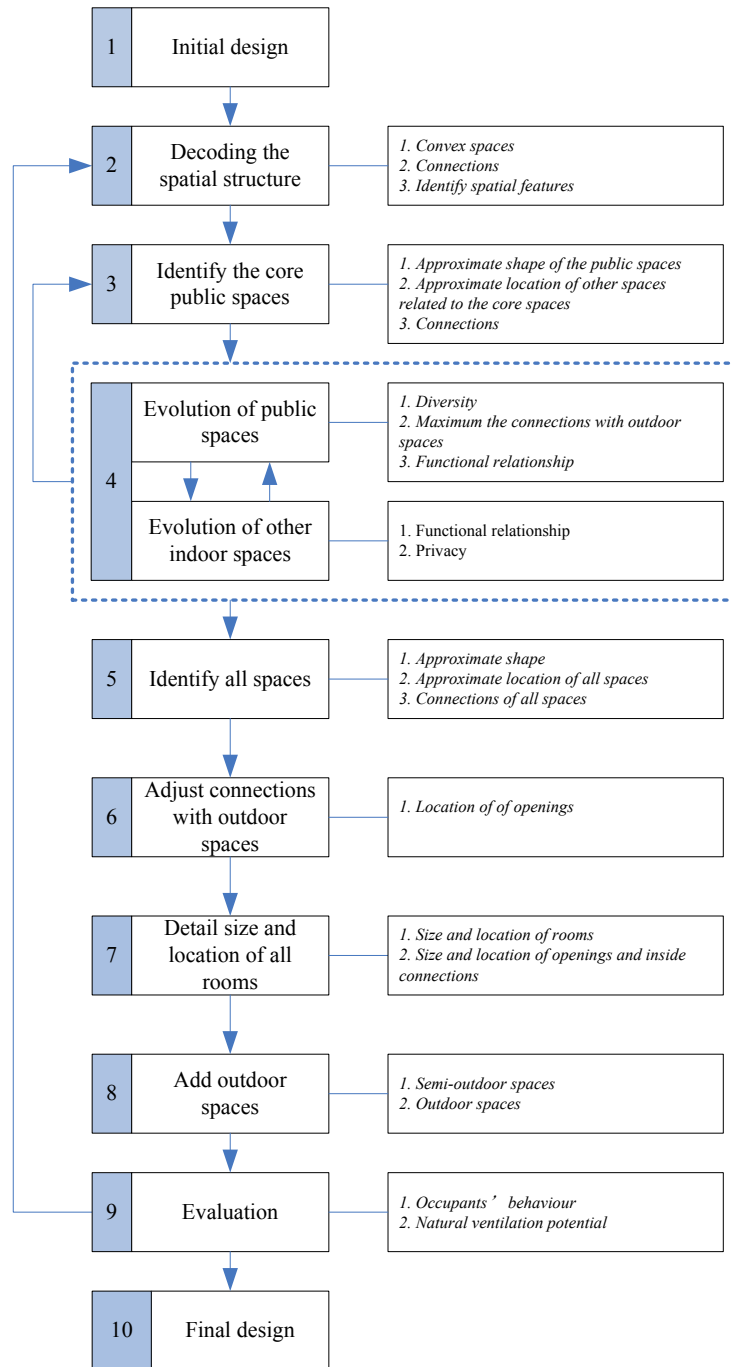 1
Initial design
2
Decoding the
spatial structure
1. Convex spaces
2. Connections
3. Identify spatial features
3
Identify the core
public spaces
1. Approximate shape of the public spaces
2. Approximate location of other spaces
related to the core spaces
3. Connections
4
Evolution of public
spaces
1. Diversity
2. Maximum the connections with outdoor
spaces
3. Functional relationship
Evolution of other
indoor spaces
1. Functional relationship
2. Privacy
5
Identify all spaces
1. Approximate shape
2. Approximate location of all spaces
3. Connections of all spaces
6
Adjust connections
with outdoor
spaces
1. Location of of openings
7
Detail size and
location of all
rooms
1. Size and location of rooms
2. Size and location of openings and inside
connections
8
Add outdoor
spaces
1. Semi-outdoor spaces
2. Outdoor spaces
9
Evaluation
1. Occupants’ behaviour
2. Natural ventilation potential
10
Final design